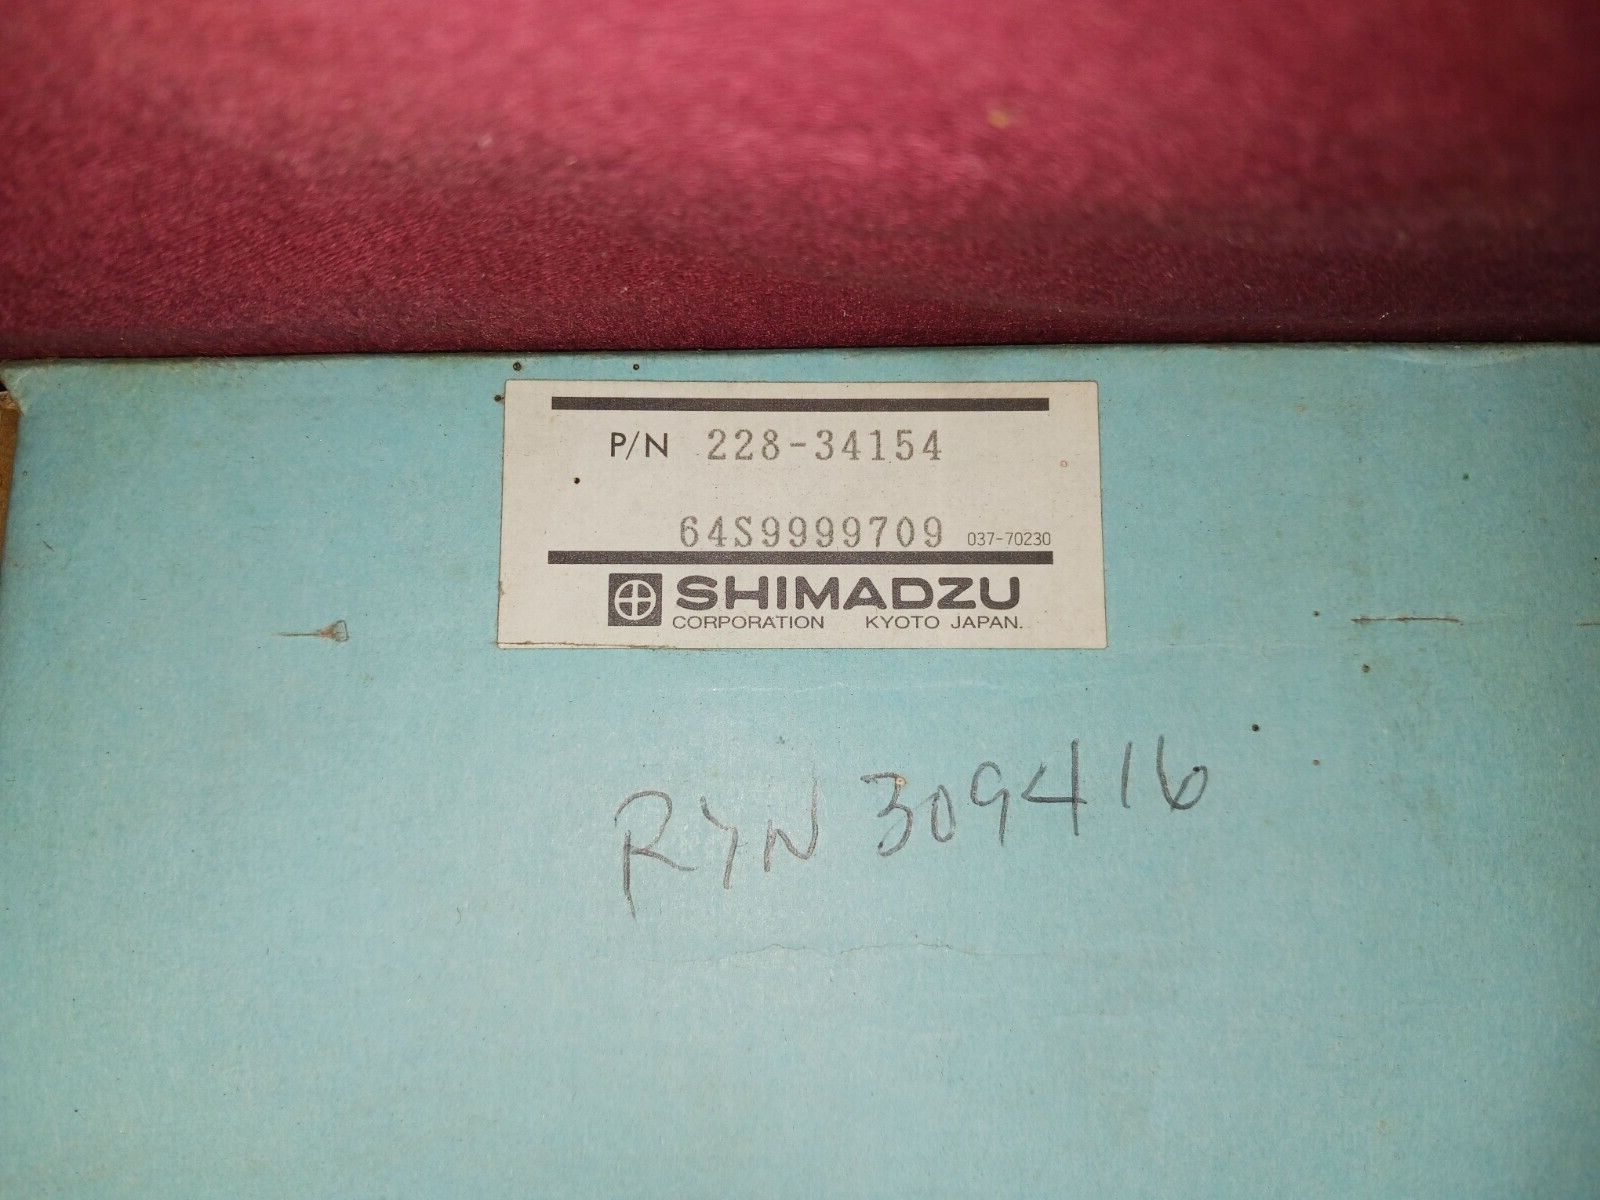 P/N 228-34154
64S9999709 037-70230
SHIMADZU
CORPORATION KYOTO JAPAN.
RYN 309416